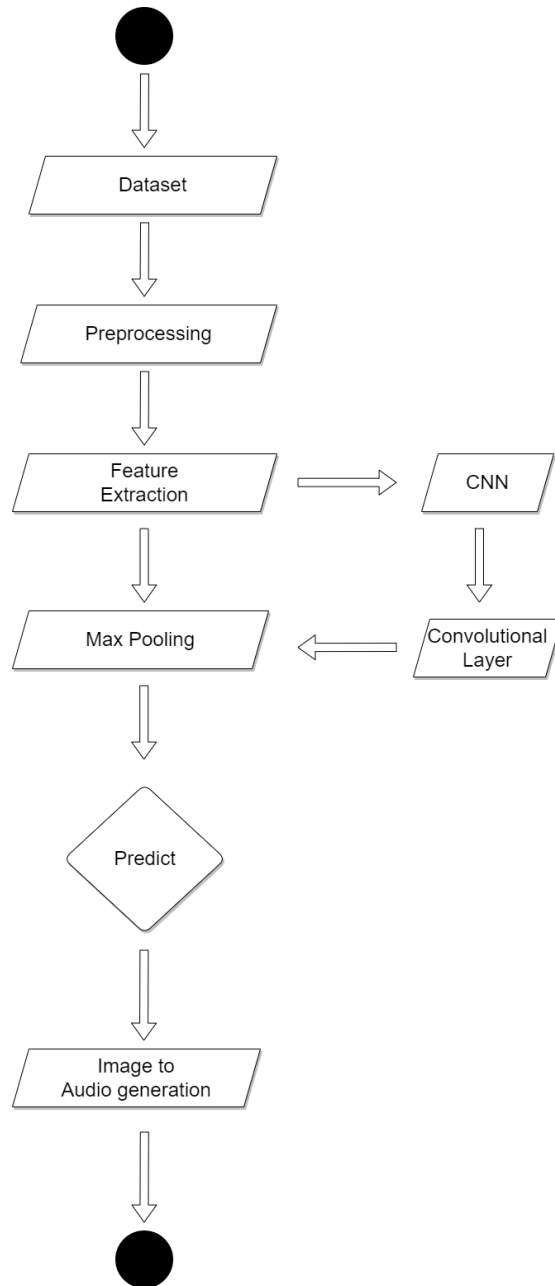 Dataset
Preprocessing
Feature
Extraction
CNN
Max Pooling
Convolutional
Layer
Predict
Image to
Audio generation